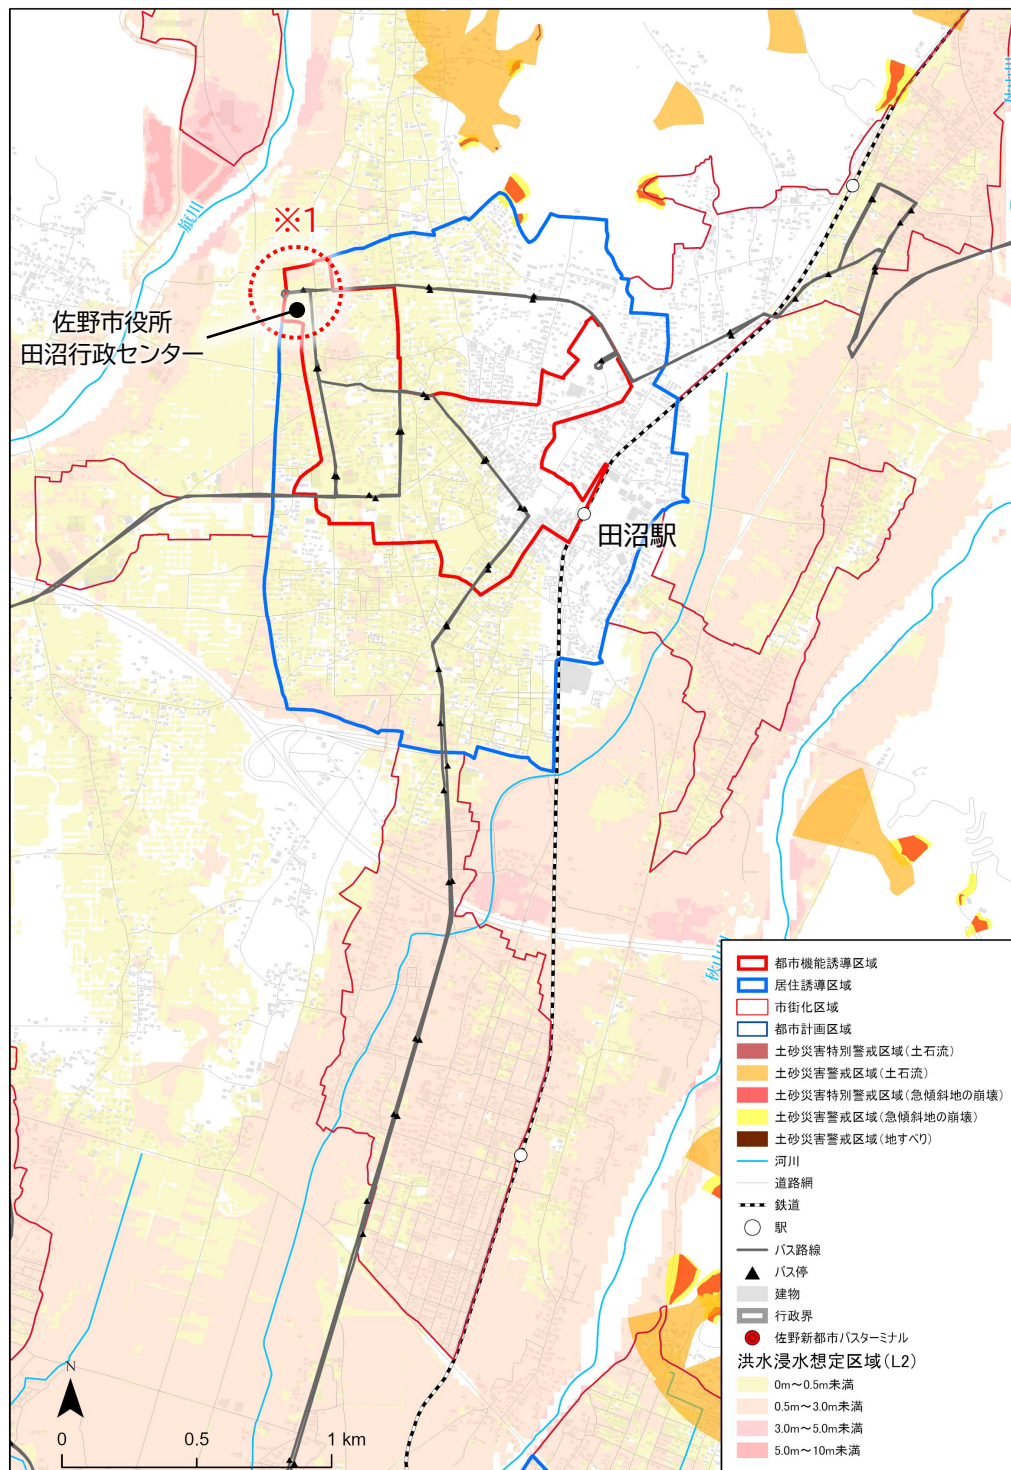 旗川
秋山川
※1
佐野市役所
田沼行政センター
田沼駅
秋山川
都市機能誘導区域
居住誘導区域
市街化区域
都市計画区域
土砂災害特別警戒区域(土石流)
土砂災害警戒区域(土石流)
土砂災害特別警戒区域(急傾斜地の崩壊)
土砂災害警戒区域(急傾斜地の崩壊)
土砂災害警戒区域(地すべり)
河川
道路網
鉄道
駅
バス路線
バス停
建物
行政界
佐野新都市バスターミナル
洪水浸水想定区域(L2)
0m～0.5m未満
0.5m～3.0m未満
3.0m～5.0m未満
5.0m～10m未満
N
0 0.5 1 km